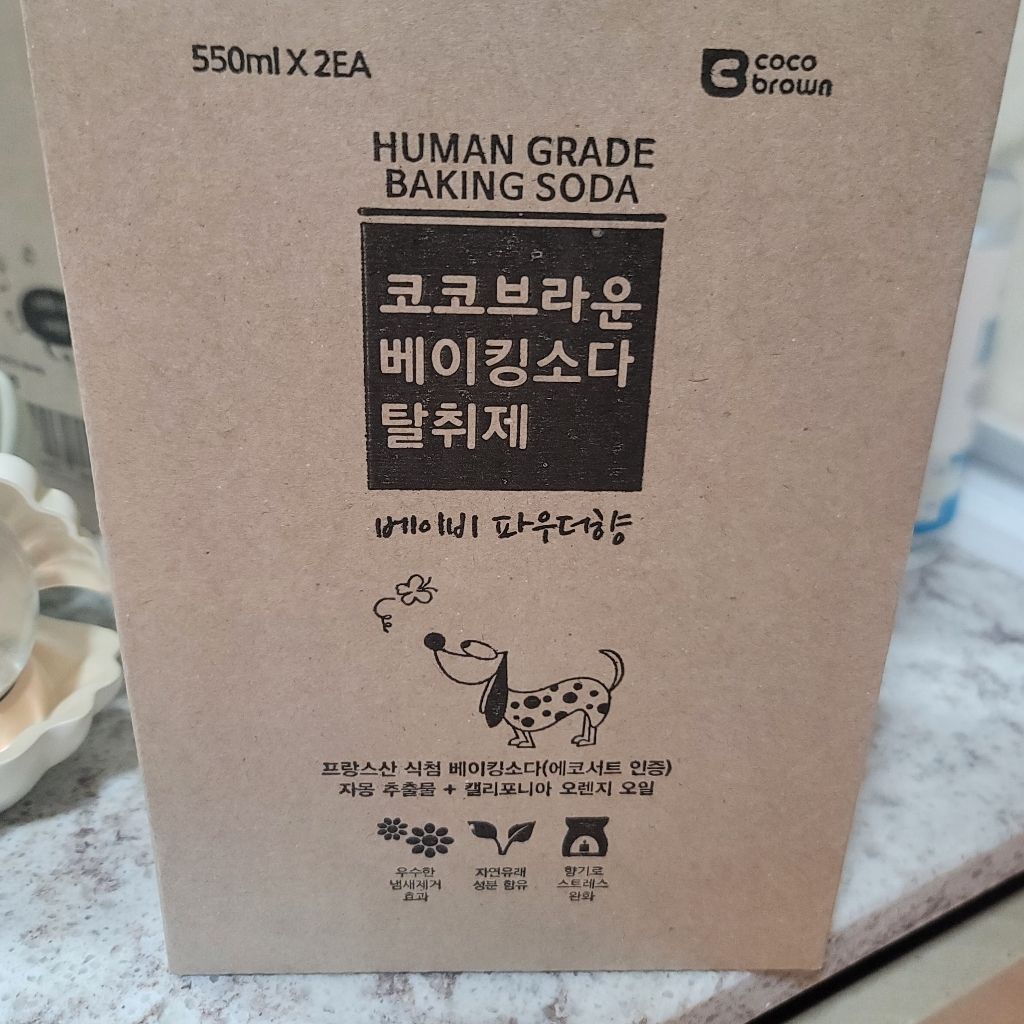 550ml X 2EA
coco
brown
HUMAN GRADE
BAKING SODA
코코브라운
베이킹소다
탈취제
베이비 파우더향
프랑스산 식첨 베이킹소다(에코서트 인증)
자몽 추출물 + 캘리포니아 오렌지 오일
우수한
냄새제거
효과
자연유래
성분 함유
향기로
스트레스
완화